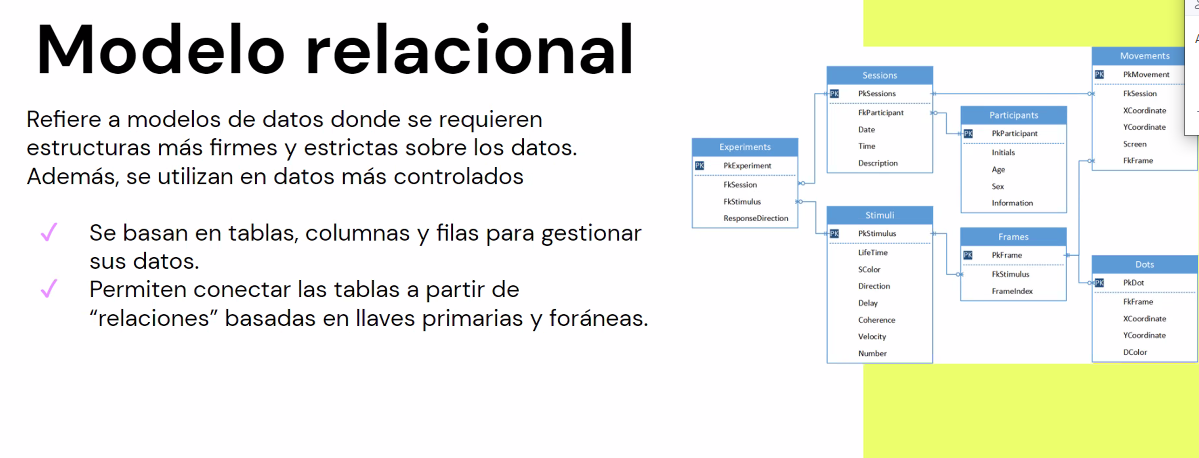 Modelo relacional
Refiere a modelos de datos donde se requieren
estructuras más firmes y estrictas sobre los datos.
Además, se utilizan en datos más controlados
✓ Se basan en tablas, columnas y filas para gestionar
sus datos.
✓ Permiten conectar las tablas a partir de
“relaciones” basadas en llaves primarias y foráneas.
Experiments
PK PkExperiment
FkSession
FkStimulus
ResponseDirection
Sessions
PK PkSessions
FkParticipant
Date
Time
Description
Stimuli
PK PkStimulus
LifeTime
SColor
Direction
Delay
Coherence
Velocity
Number
Participants
PK PkParticipant
Initials
Age
Sex
Information
Frames
PK PkFrame
FkStimulus
FrameIndex
Movements
PK PkMovement
FkSession
XCoordinate
YCoordinate
Screen
FkFrame
Dots
PK PkDot
FkFrame
XCoordinate
YCoordinate
DColor